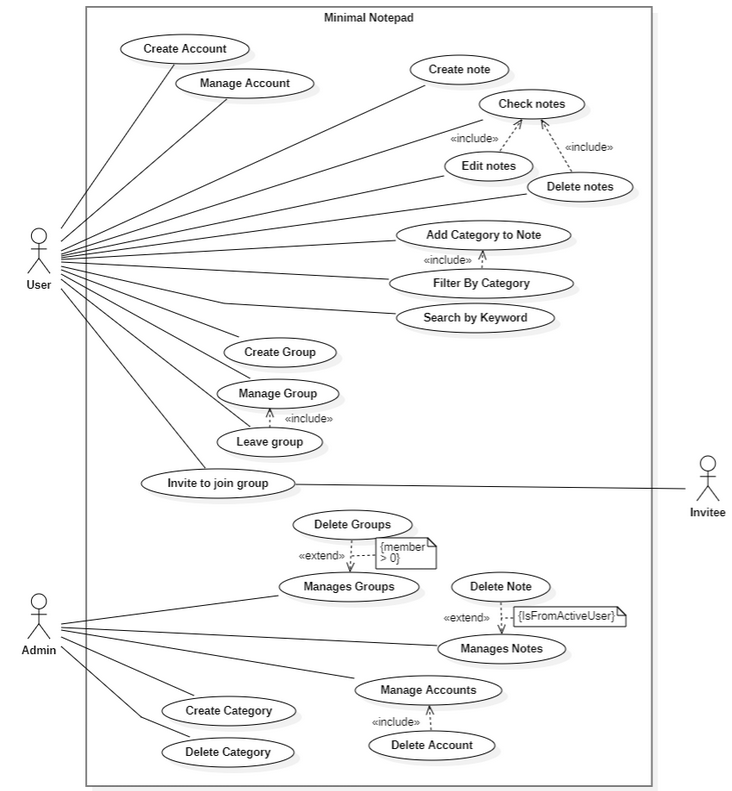 Minimal Notepad
Create Account
Manage Account
Create note
Check notes
«include»
«include»
Edit notes
Delete notes
Add Category to Note
«include»
Filter By Category
Search by Keyword
User
Create Group
Manage Group
«include»
Leave group
Invite to join group
Invitee
Delete Groups
«extend»
{member
> 0}
Manages Groups
Delete Note
«extend»
{IsFromActiveUser}
Manages Notes
Admin
Manage Accounts
Create Category
«include»
Delete Account
Delete Category